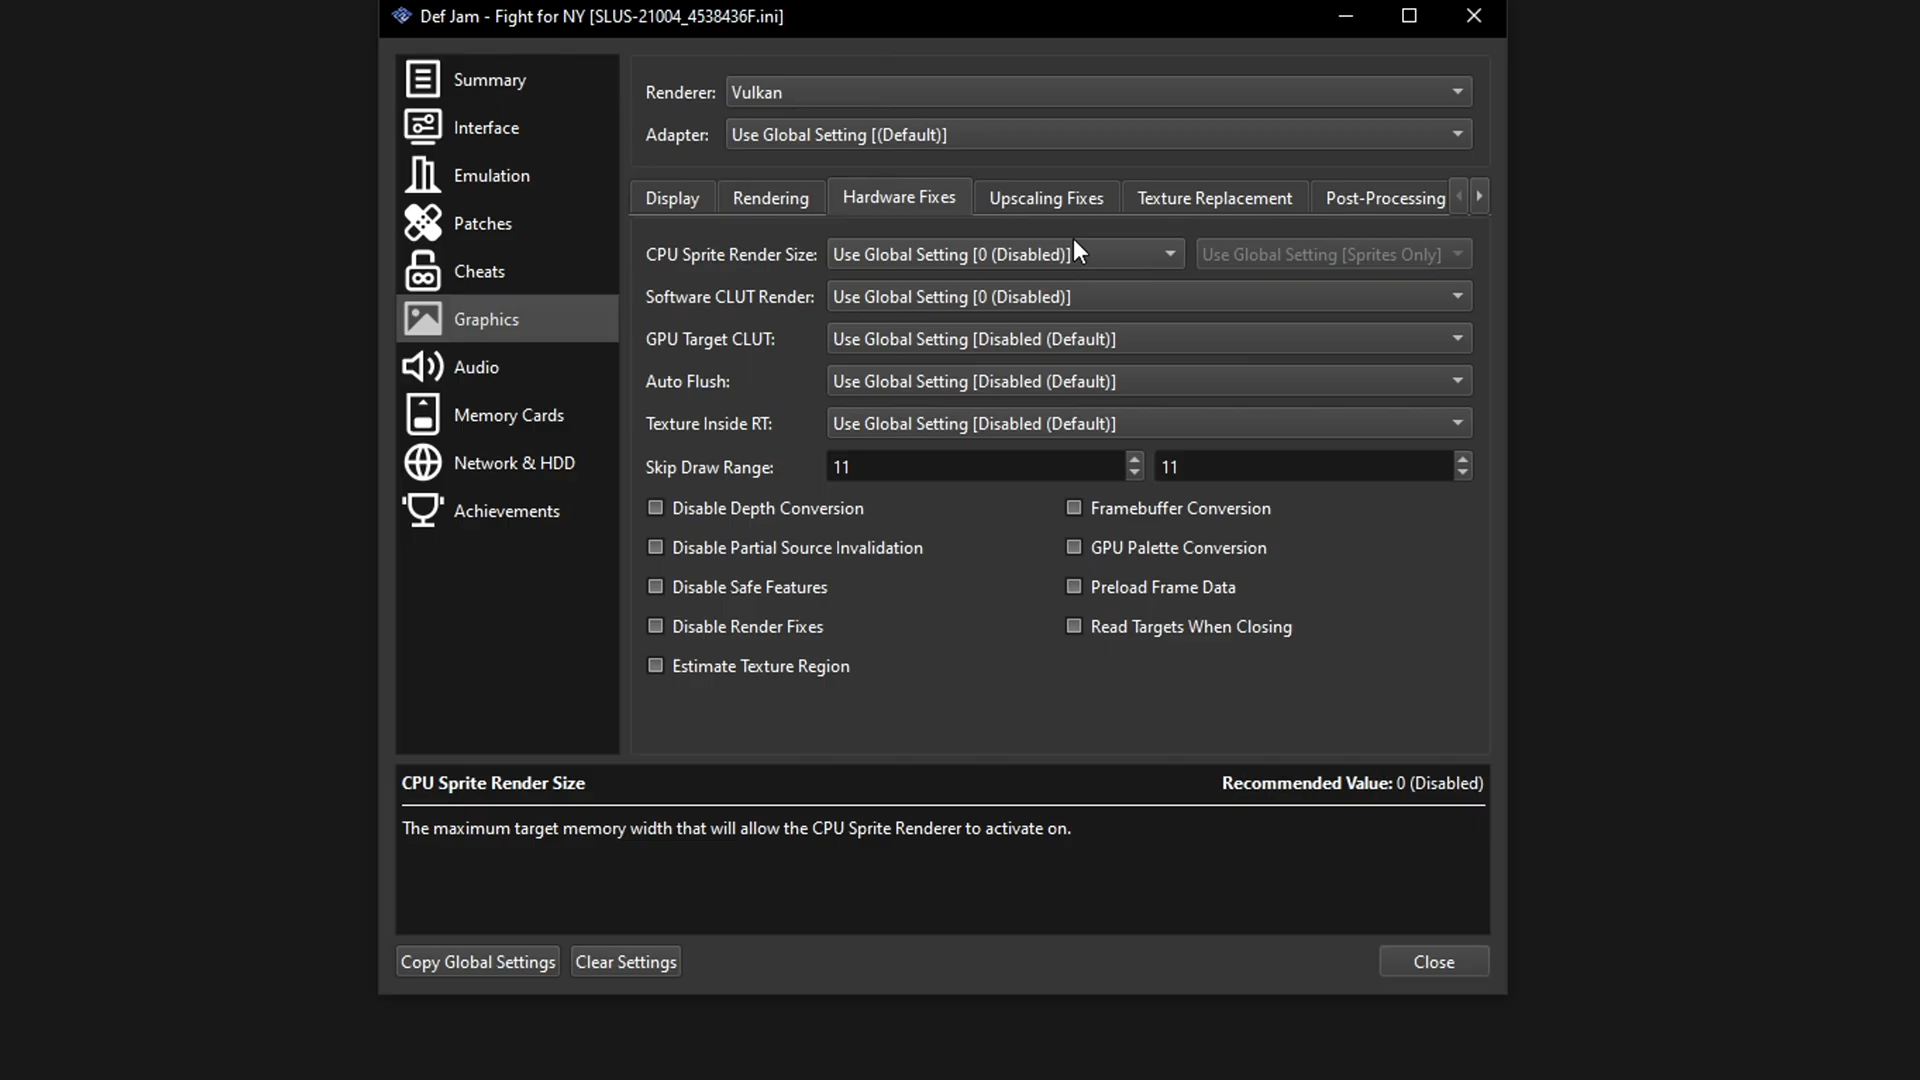 Def Jam - Fight for NY [SLUS-21004_4538436F.ini]
Summary
Interface
Emulation
Patches
Cheats
Graphics
Audio
Memory Cards
Network & HDD
Achievements
Renderer: Vulkan
Adapter: Use Global Setting [(Default)]
Display Rendering Hardware Fixes Upscaling Fixes Texture Replacement Post-Processing
CPU Sprite Render Size: Use Global Setting [0 (Disabled)] Use Global Setting [Sprites Only]
Software CLUT Render: Use Global Setting [0 (Disabled)]
GPU Target CLUT: Use Global Setting [Disabled (Default)]
Auto Flush: Use Global Setting [Disabled (Default)]
Texture Inside RT: Use Global Setting [Disabled (Default)]
Skip Draw Range: 11 11
Disable Depth Conversion Framebuffer Conversion
Disable Partial Source Invalidation GPU Palette Conversion
Disable Safe Features Preload Frame Data
Disable Render Fixes Read Targets When Closing
Estimate Texture Region
CPU Sprite Render Size Recommended Value: 0 (Disabled)
The maximum target memory width that will allow the CPU Sprite Renderer to activate on.
Copy Global Settings Clear Settings Close